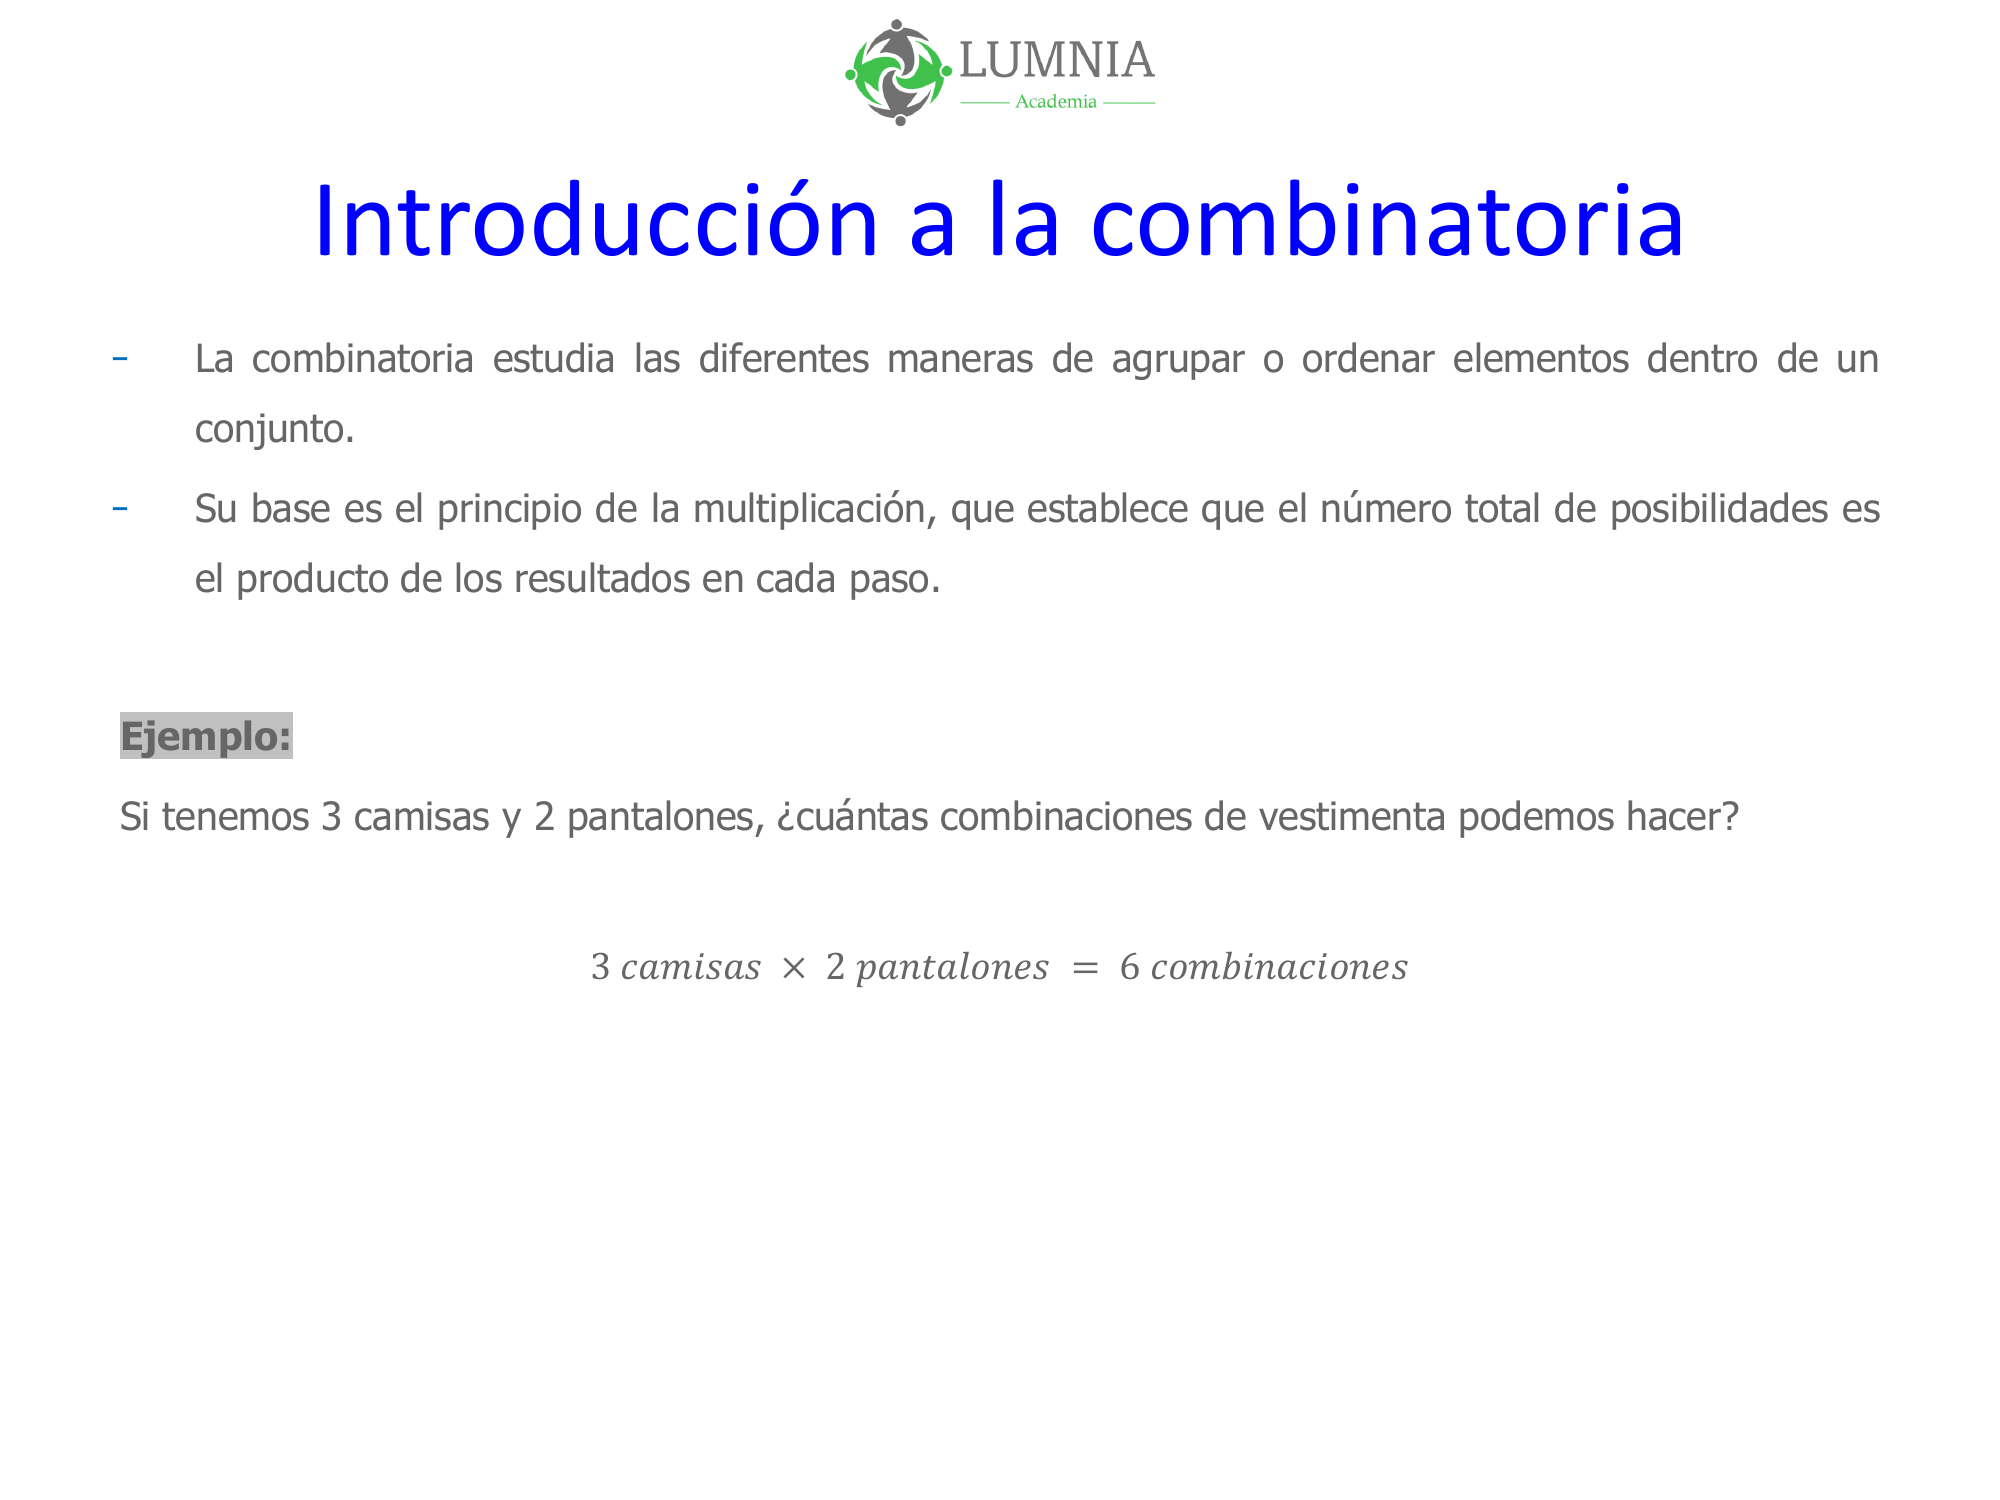 LUMNIA
Academia
Introducción a la combinatoria
- La combinatoria estudia las diferentes maneras de agrupar o ordenar elementos dentro de un
conjunto.
- Su base es el principio de la multiplicación, que establece que el número total de posibilidades es
el producto de los resultados en cada paso.
Ejemplo:
Si tenemos 3 camisas y 2 pantalones, ¿cuántas combinaciones de vestimenta podemos hacer?
3 camisas × 2 pantalones = 6 combinaciones